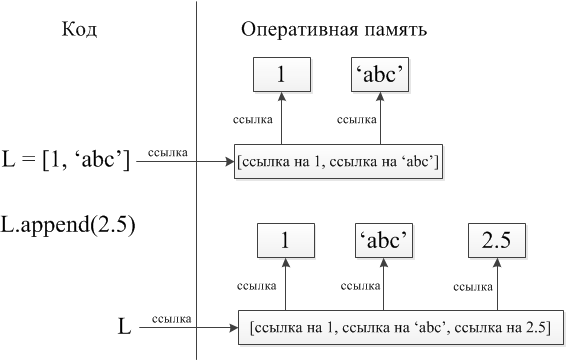 Код Оперативная память
1 ‘abc’
ссылка ссылка
L = [1, ‘abc’] ссылка [ссылка на 1, ссылка на ‘abc’]
L.append(2.5)
1 ‘abc’ 2.5
ссылка ссылка ссылка
L ссылка [ссылка на 1, ссылка на ‘abc’, ссылка на 2.5]